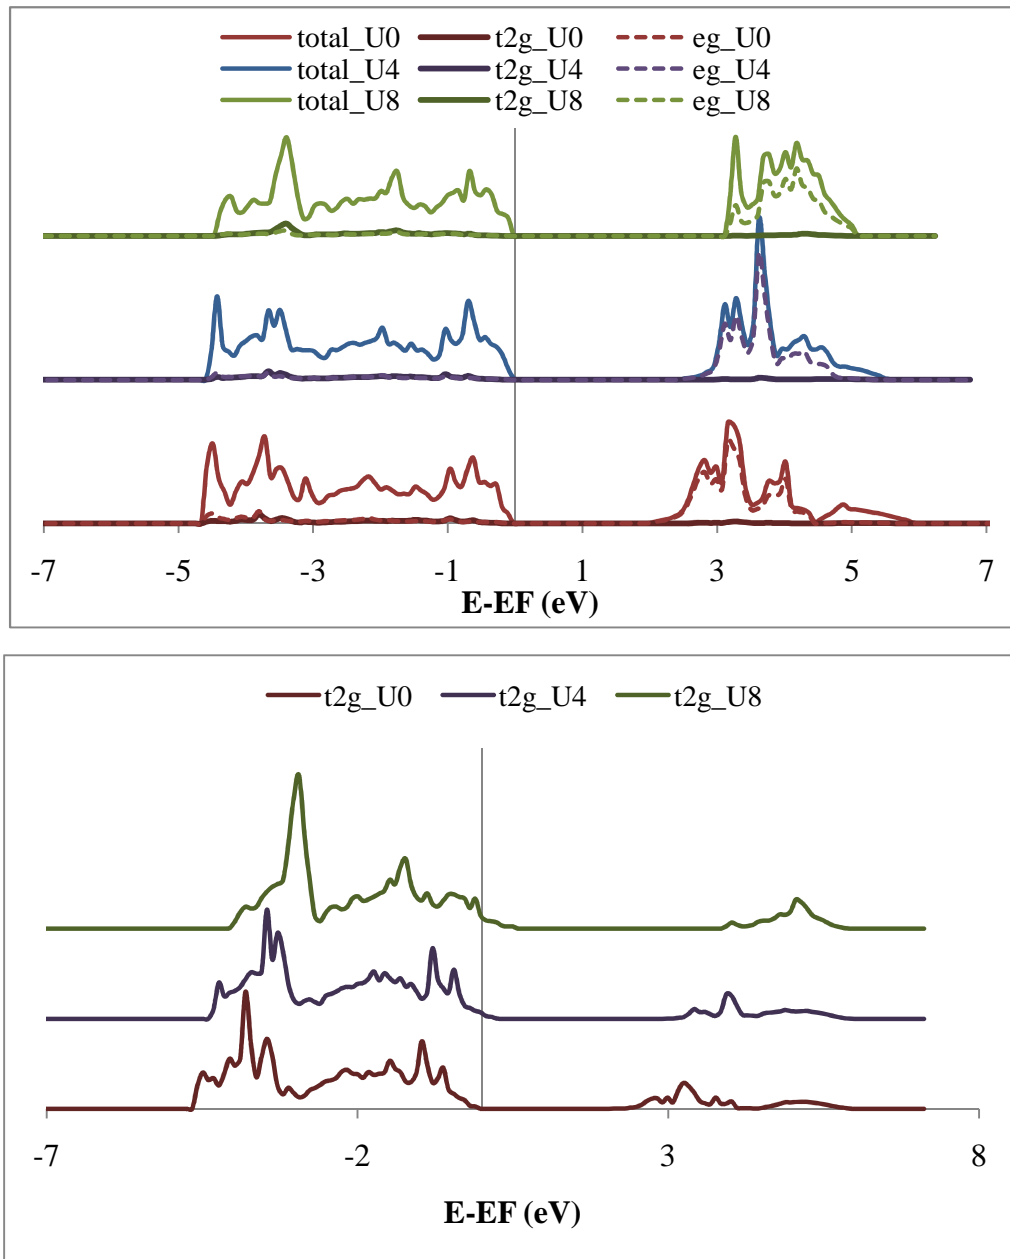 total_U0 t2g_U0 eg_U0
total_U4 t2g_U4 eg_U4
total_U8 t2g_U8 eg_U8
-7 -5 -3 -1 1 3 5 7
E-EF (eV)
t2g_U0 t2g_U4 t2g_U8
-7 -2 3 8
E-EF (eV)